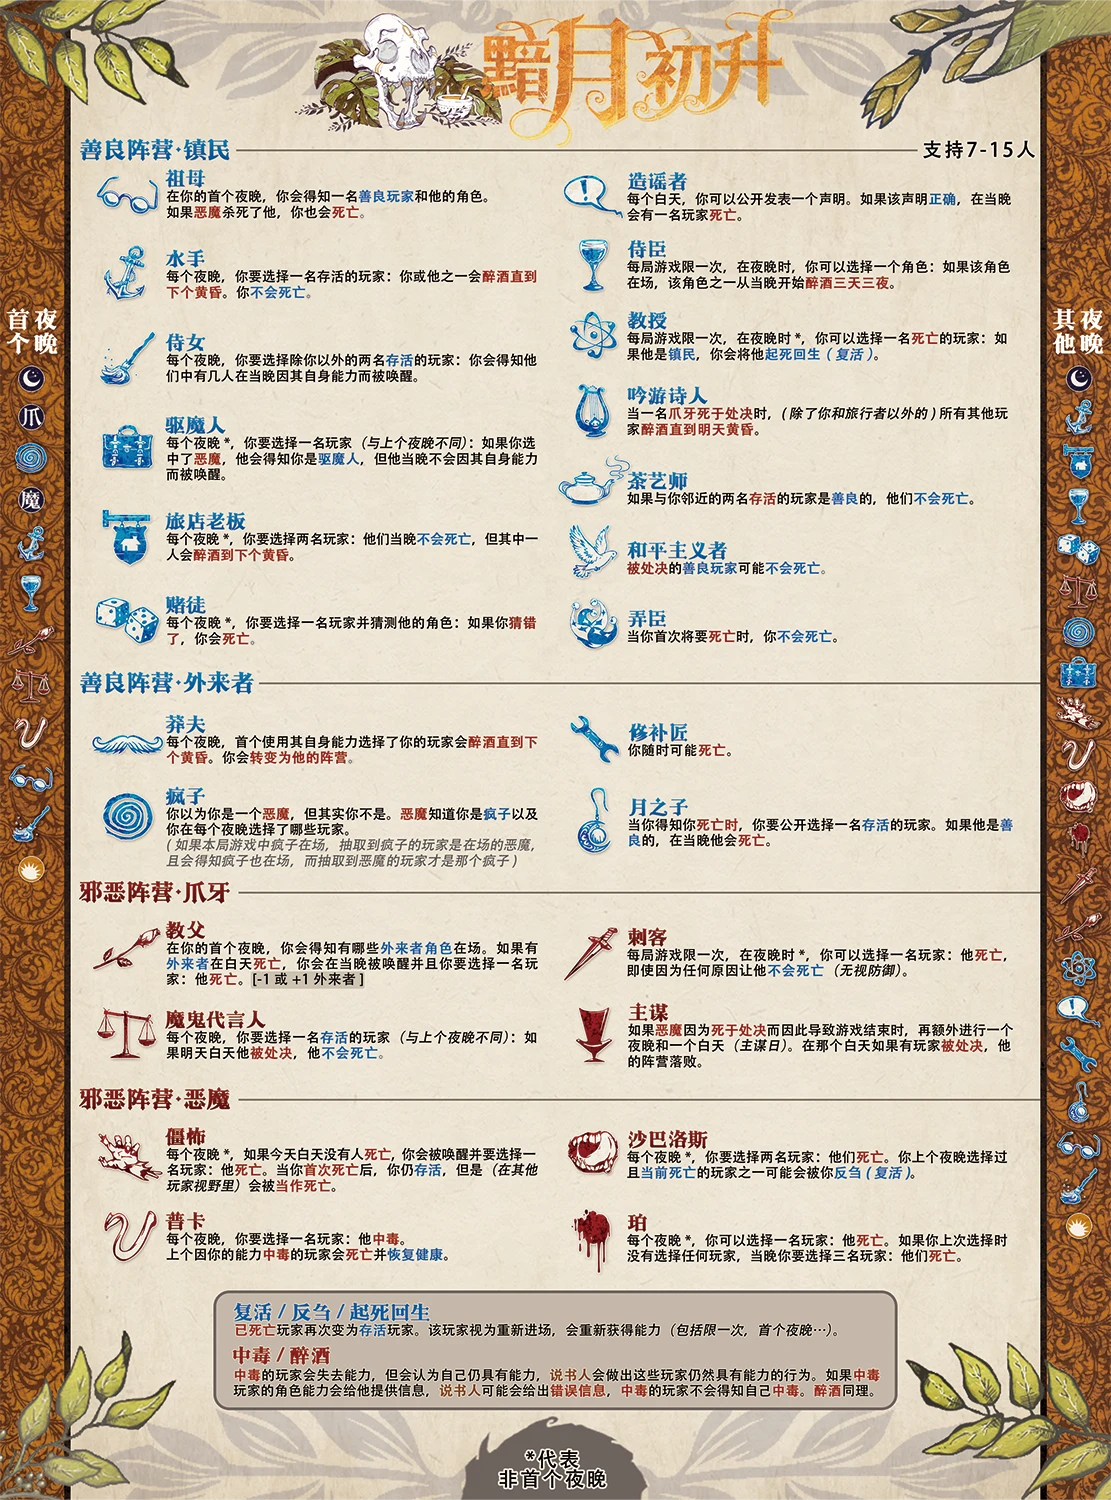 黯月初升
善良阵营·镇民
支持7-15人
祖母
在你的首个夜晚，你会得知一名善良玩家和他的角色。
如果恶魔杀死了他，你也会死亡。
水手
每个夜晚，你要选择一名存活的玩家：你或他之一会醉酒直到
下个黄昏。你不会死亡。
侍女
每个夜晚，你要选择除你以外的两名存活的玩家：你会得知他
们中有几人在当晚因其自身能力而被唤醒。
驱魔人
每个夜晚*，你要选择一名玩家（与上个夜晚不同）：如果你选
中了恶魔，他会得知你是驱魔人，但他当晚不会因其自身能力
而被唤醒。
旅店老板
每个夜晚*，你要选择两名玩家：他们当晚不会死亡，但其中一
人会醉酒到下个黄昏。
赌徒
每个夜晚*，你要选择一名玩家并猜测他的角色：如果你猜错
了，你会死亡。
造谣者
每个白天，你可以公开发表一个声明。如果该声明正确，在当晚
会有一名玩家死亡。
侍臣
每局游戏限一次，在夜晚时，你可以选择一个角色：如果该角色
在场，该角色之一从当晚开始醉酒三天三夜。
教授
每局游戏限一次，在夜晚时*，你可以选择一名死亡的玩家：如
果他是镇民，你会将他起死回生（复活）。
吟游诗人
当一名爪牙死于处决时，(除了你和旅行者以外的)所有其他玩
家醉酒直到明天黄昏。
茶艺师
如果与你邻近的两名存活的玩家是善良的，他们不会死亡。
和平主义者
被处决的善良玩家可能不会死亡。
弄臣
当你首次将要死亡时，你不会死亡。
善良阵营·外来者
莽夫
每个夜晚，首个使用其自身能力选择了你的玩家会醉酒直到下
个黄昏。你会转变为他的阵营。
疯子
你以为你是一个恶魔，但其实你不是。恶魔知道你是疯子以及
你在每个夜晚选择了哪些玩家。
(如果本局游戏中疯子在场，抽取到疯子的玩家是在场的恶魔，
且会得知疯子也在场，而抽取到恶魔的玩家才是那个疯子)
修补匠
你随时可能死亡。
月之子
当你得知你死亡时，你要公开选择一名存活的玩家。如果他是善
良的，在当晚他会死亡。
邪恶阵营·爪牙
教父
在你的首个夜晚，你会得知有哪些外来者角色在场。如果有
外来者在白天死亡，你会在当晚被唤醒并且你要选择一名玩
家：他死亡。[-1 或 +1 外来者]
魔鬼代言人
每个夜晚，你要选择一名存活的玩家（与上个夜晚不同）：如
果明天白天他被处决，他不会死亡。
刺客
每局游戏限一次，在夜晚时*，你可以选择一名玩家：他死亡，
即使因为任何原因让他不会死亡（无视防御）。
主谋
如果恶魔因为死于处决而因此导致游戏结束时，再额外进行一个
夜晚和一个白天（主谋日）。在那个白天如果有玩家被处决，他
的阵营落败。
邪恶阵营·恶魔
僵怖
每个夜晚*，如果今天白天没有人死亡，你会被唤醒并要选择一
名玩家：他死亡。当你首次死亡后，你仍存活，但是（在其他
玩家视野里）会被当作死亡。
普卡
每个夜晚，你要选择一名玩家：他中毒。
上个因你的能力中毒的玩家会死亡并恢复健康。
沙巴洛斯
每个夜晚*，你要选择两名玩家：他们死亡。你上个夜晚选择过
且当前死亡的玩家之一可能会被你反刍（复活）。
珀
每个夜晚*，你可以选择一名玩家：他死亡。如果你上次选择时
没有选择任何玩家，当晚你要选择三名玩家：他们死亡。
复活 / 反刍 / 起死回生
已死亡玩家再次变为存活玩家。该玩家视为重新进场，会重新获得能力（包括限一次，首个夜晚…）。
中毒 / 醉酒
中毒的玩家会失去能力，但会认为自己仍具有能力，说书人会做出这些玩家仍然具有能力的行为。如果中毒
玩家的角色能力会给他提供信息，说书人可能会给出错误信息，中毒的玩家不会得知自己中毒。醉酒同理。
*代表
非首个夜晚
首个
夜晚
爪
魔
其他
夜晚